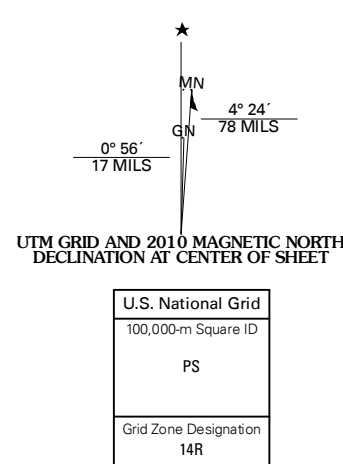 MN
GN
4° 24´
78 MILS
0° 56´
17 MILS
UTM GRID AND 2010 MAGNETIC NORTH
DECLINATION AT CENTER OF SHEET
U.S. National Grid
100,000-m Square ID
PS
Grid Zone Designation
14R